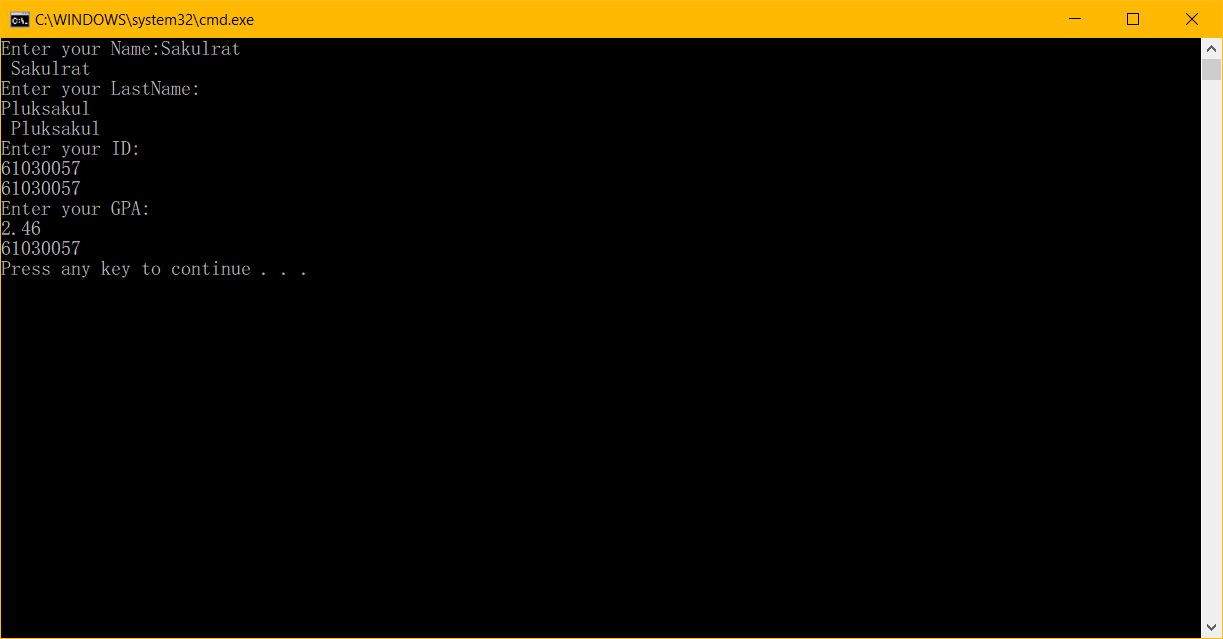 C:\WINDOWS\system32\cmd.exe
Enter your Name:Sakulrat
 Sakulrat
Enter your LastName:
Pluksakul
 Pluksakul
Enter your ID:
61030057
61030057
Enter your GPA:
2.46
61030057
Press any key to continue . . .